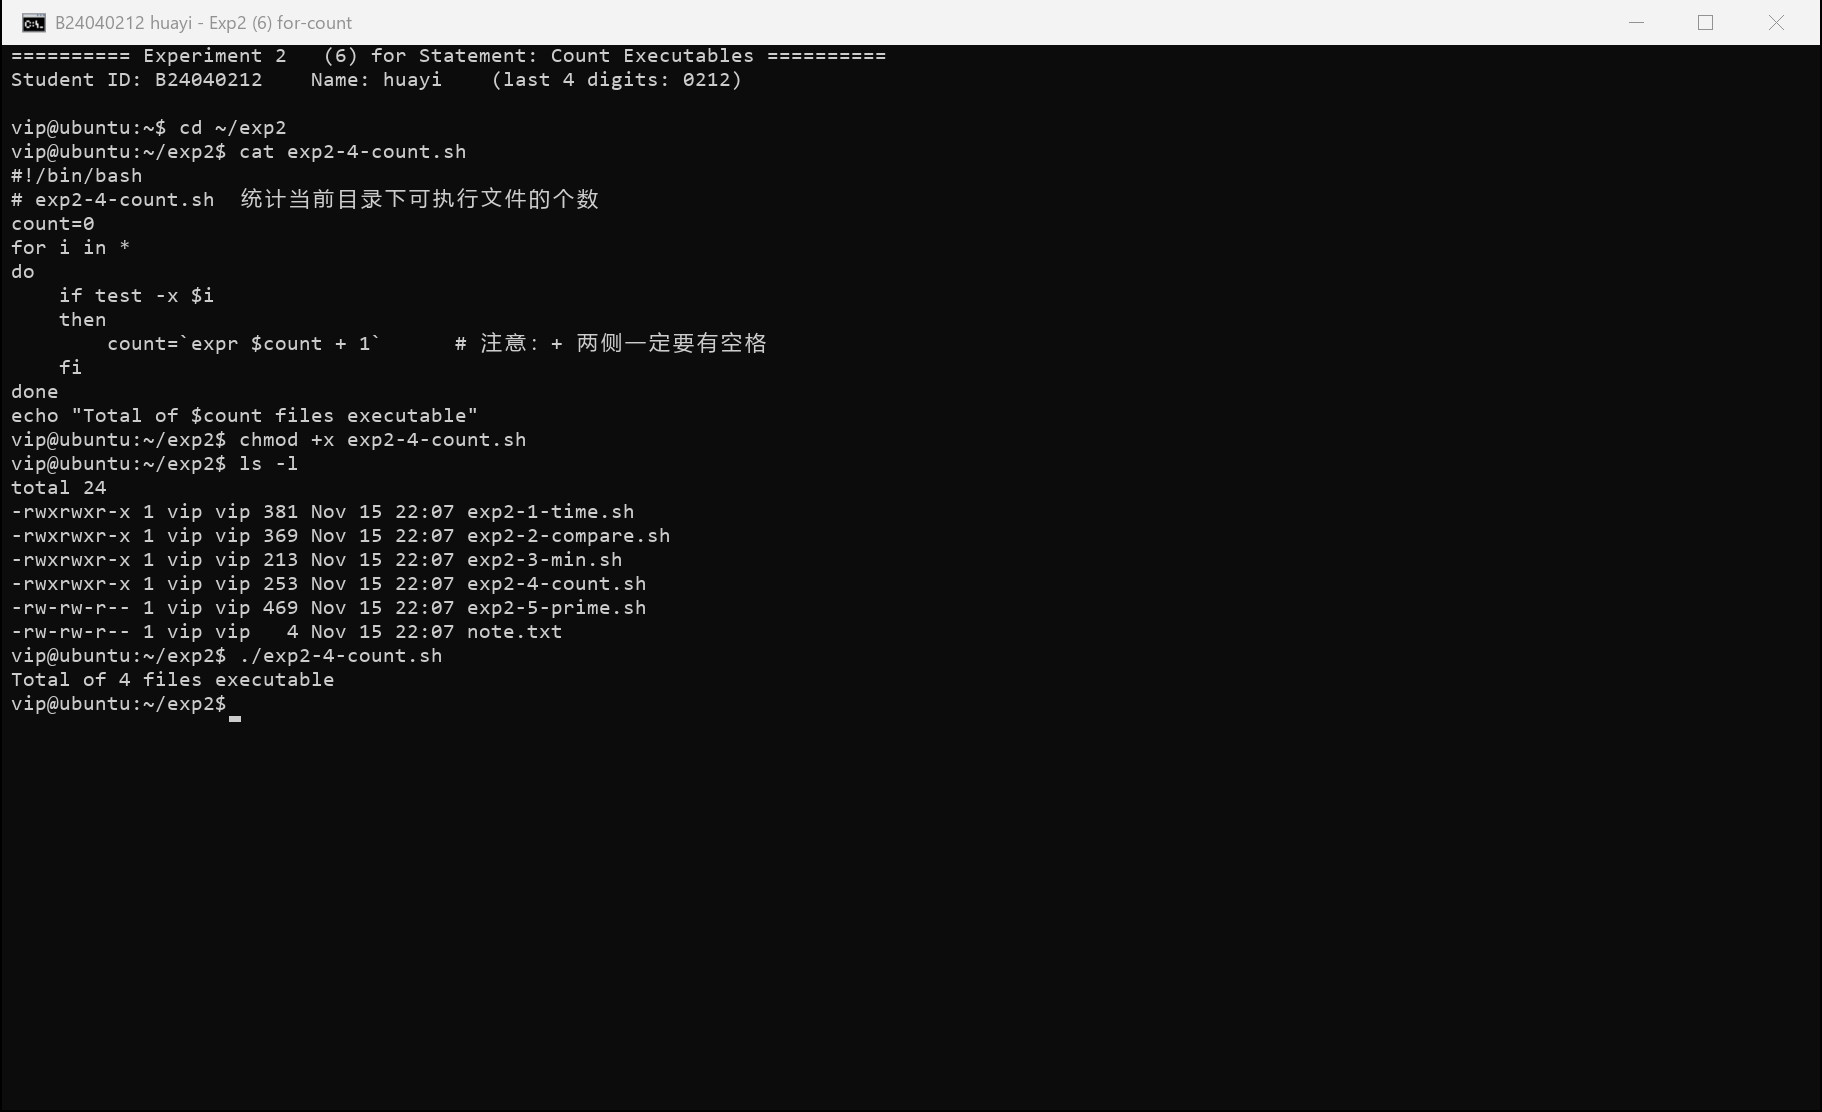 B24040212 huayi - Exp2 (6) for-count
========== Experiment 2   (6) for Statement: Count Executables ==========
Student ID: B24040212    Name: huayi    (last 4 digits: 0212)

vip@ubuntu:~$ cd ~/exp2
vip@ubuntu:~/exp2$ cat exp2-4-count.sh
#!/bin/bash
# exp2-4-count.sh  统计当前目录下可执行文件的个数
count=0
for i in *
do
    if test -x $i
    then
        count=`expr $count + 1`      # 注意: + 两侧一定要有空格
    fi
done
echo "Total of $count files executable"
vip@ubuntu:~/exp2$ chmod +x exp2-4-count.sh
vip@ubuntu:~/exp2$ ls -l
total 24
-rwxrwxr-x 1 vip vip 381 Nov 15 22:07 exp2-1-time.sh
-rwxrwxr-x 1 vip vip 369 Nov 15 22:07 exp2-2-compare.sh
-rwxrwxr-x 1 vip vip 213 Nov 15 22:07 exp2-3-min.sh
-rwxrwxr-x 1 vip vip 253 Nov 15 22:07 exp2-4-count.sh
-rw-rw-r-- 1 vip vip 469 Nov 15 22:07 exp2-5-prime.sh
-rw-rw-r-- 1 vip vip   4 Nov 15 22:07 note.txt
vip@ubuntu:~/exp2$ ./exp2-4-count.sh
Total of 4 files executable
vip@ubuntu:~/exp2$